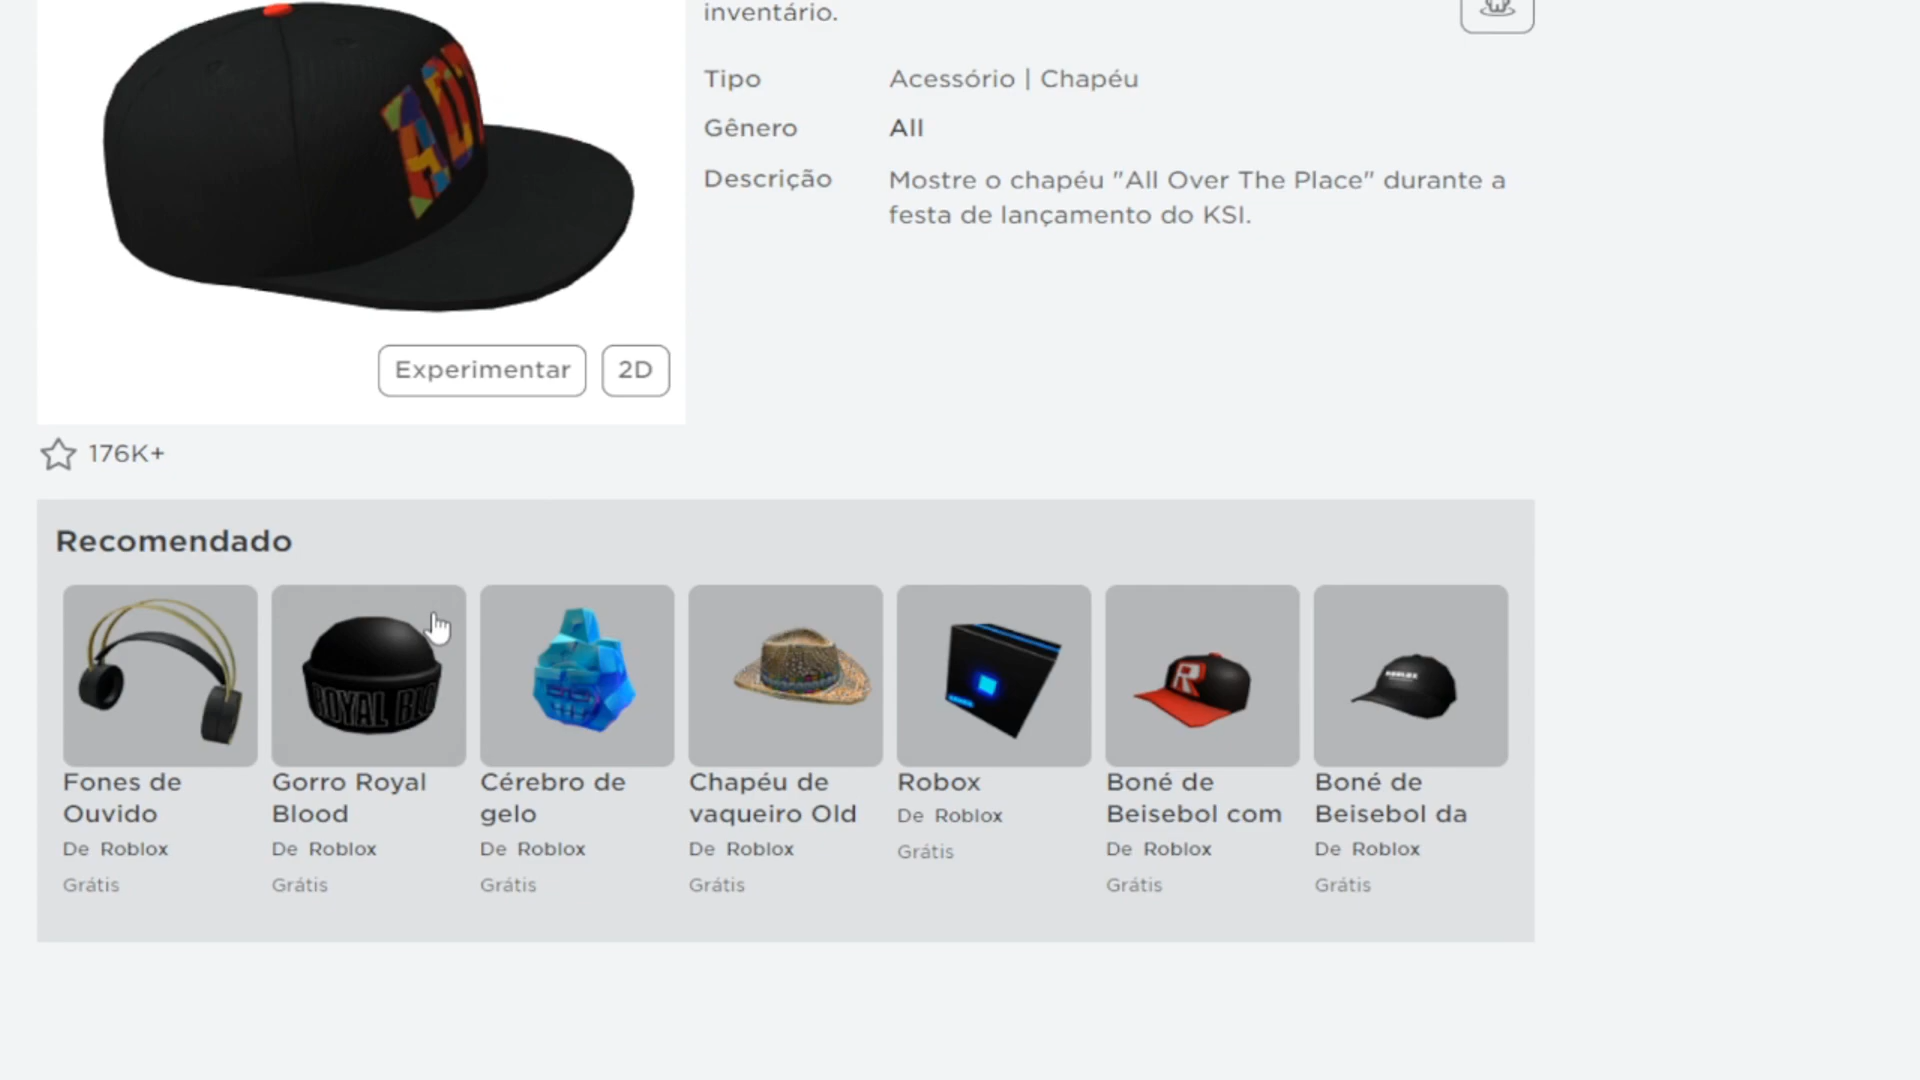 inventário.
Tipo Acessório | Chapéu
Gênero All
Descrição Mostre o chapéu "All Over The Place" durante a
festa de lançamento do KSI.
Experimentar 2D
176K+
Recomendado
ROYAL BLO
R
ROBLOX
Fones de Ouvido
De Roblox
Grátis
Gorro Royal Blood
De Roblox
Grátis
Cérebro de gelo
De Roblox
Grátis
Chapéu de vaqueiro Old
De Roblox
Grátis
Robox
De Roblox
Grátis
Boné de Beisebol com
De Roblox
Grátis
Boné de Beisebol da
De Roblox
Grátis